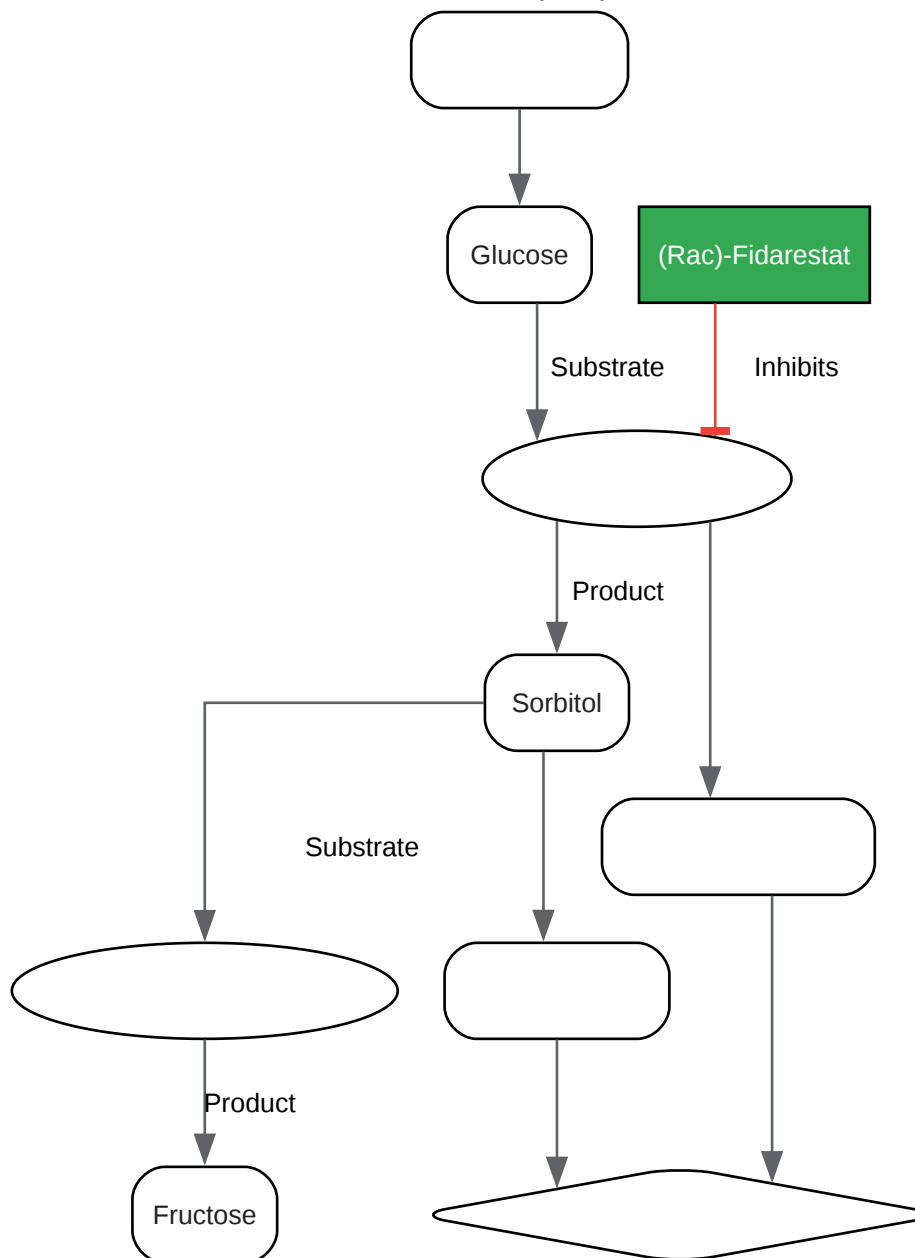 Glucose
(Rac)-Fidarestat
Substrate
Inhibits
Product
Sorbitol
Substrate
Product
Fructose